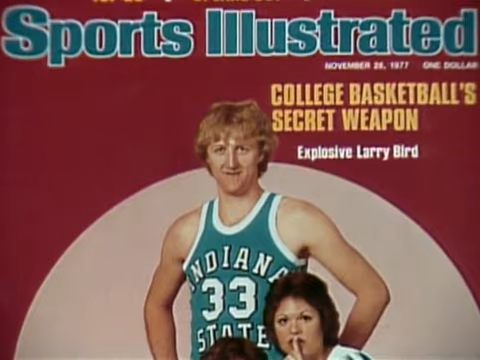 Sports Illustrated
NOVEMBER 28, 1977 ONE DOLLAR
COLLEGE BASKETBALL'S
SECRET WEAPON
Explosive Larry Bird
INDIANA
33
STATE